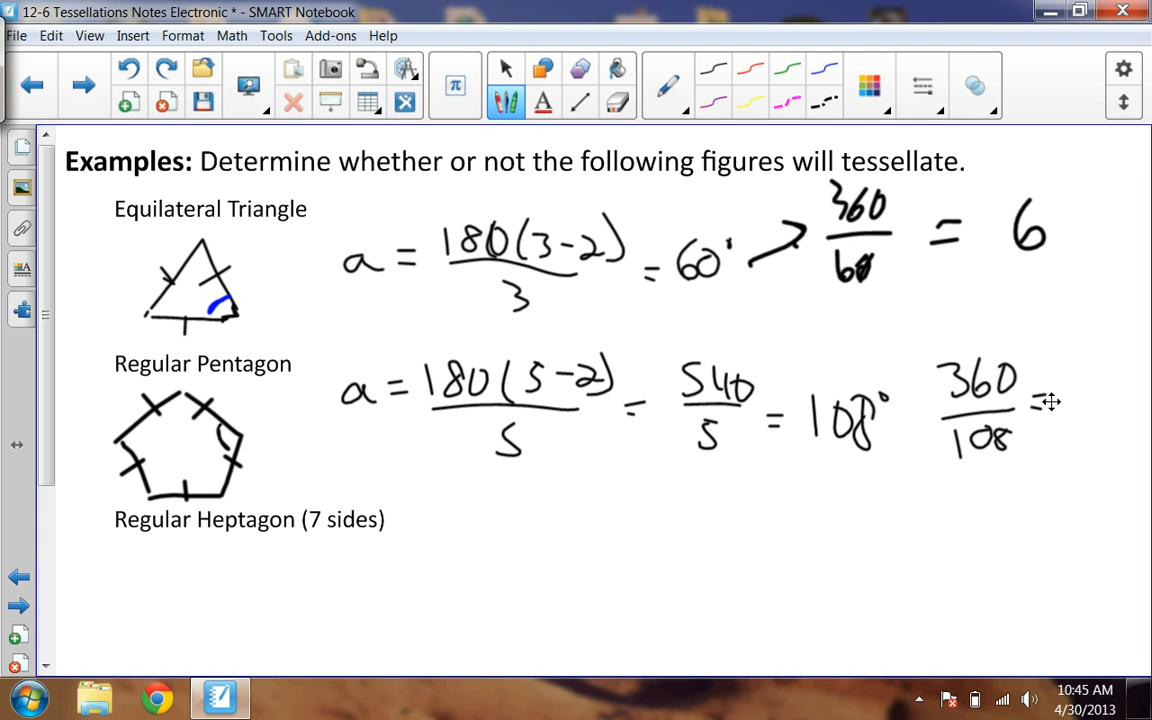 12-6 Tessellations Notes Electronic * - SMART Notebook
File Edit View Insert Format Math Tools Add-ons Help
π
A
Examples: Determine whether or not the following figures will tessellate.
Equilateral Triangle
a = 180(3-2)/3 = 60° → 360/60 = 6
Regular Pentagon
a = 180(5-2)/5 = 540/5 = 108° 360/108 =
Regular Heptagon (7 sides)
10:45 AM
4/30/2013